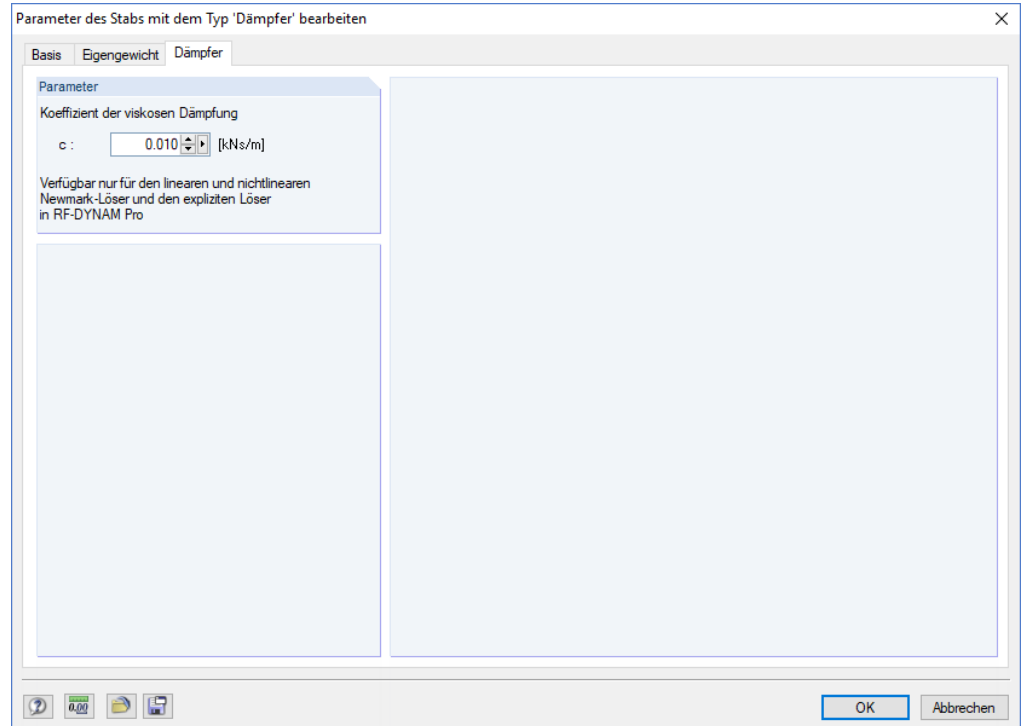 Parameter des Stabs mit dem Typ 'Dämpfer' bearbeiten
Basis Eigengewicht Dämpfer
Parameter
Koeffizient der viskosen Dämpfung
c : 0.010 [kNs/m]
Verfügbar nur für den linearen und nichtlinearen
Newmark-Löser und den expliziten Löser
in RF-DYNAM Pro
0.00 OK Abbrechen